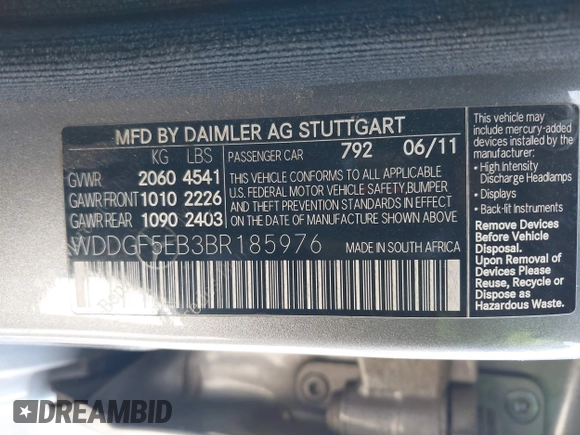 MFD BY DAIMLER AG STUTTGART
KG LBS PASSENGER CAR 792 06/11
GVWR 2060 4541
GAWR FRONT 1010 2226
GAWR REAR 1090 2403
THIS VEHICLE CONFORMS TO ALL APPLICABLE
U.S. FEDERAL MOTOR VEHICLE SAFETY,BUMPER
AND THEFT PREVENTION STANDARDS IN EFFECT
ON THE DATE OF MANUFACTURE SHOWN ABOVE.
WDDGF5EB3BR185976 MADE IN SOUTH AFRICA
This vehicle may
include mercury-added
devices installed by the
manufacturer:
• High Intensity
Discharge Headlamps
• Displays
• Back-lit Instruments
Remove Devices
Before Vehicle
Disposal.
Upon Removal of
Devices Please
Reuse, Recycle or
Dispose as
Hazardous Waste.
DREAMBID